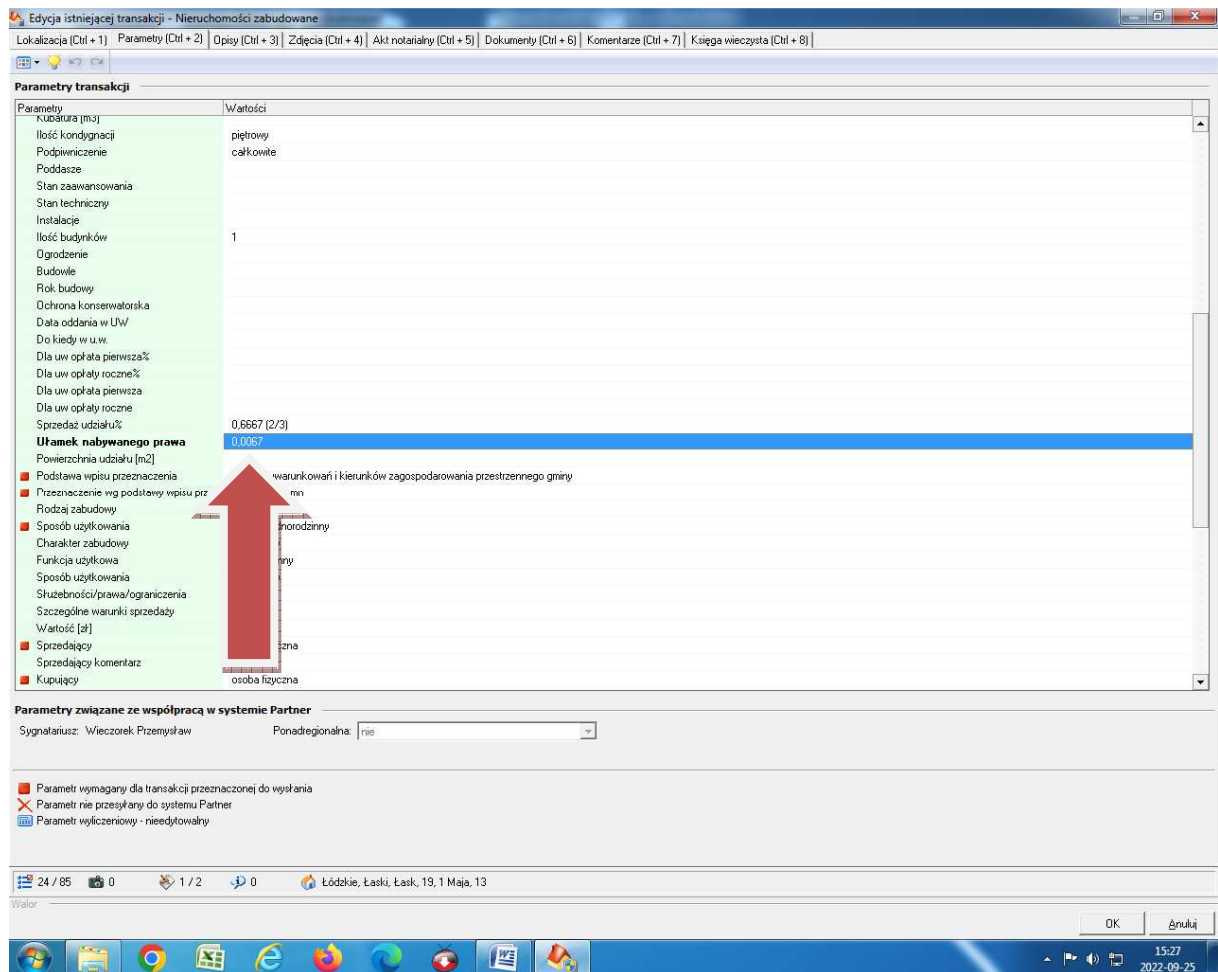 Edycja istniejącej transakcji - Nieruchomości zabudowane
Lokalizacja (Ctrl + 1) Parametry (Ctrl + 2) Opisy (Ctrl + 3) Zdjęcia (Ctrl + 4) Akt notarialny (Ctrl + 5) Dokumenty (Ctrl + 6) Komentarze (Ctrl + 7) Księga wieczysta (Ctrl + 8)
Parametry transakcji
Parametry Wartości
Kubatura [m3]
Ilość kondygnacji piętrowy
Podpiwniczenie całkowite
Poddasze
Stan zaawansowania
Stan techniczny
Instalacje
Ilość budynków 1
Ogrodzenie
Budowle
Rok budowy
Ochrona konserwatorska
Data oddania w UW
Do kiedy w u.w.
Dla uw opłata pierwsza%
Dla uw opłaty roczne%
Dla uw opłata pierwsza
Dla uw opłaty roczne
Sprzedaż udziału% 0,6667 (2/3)
Ułamek nabywanego prawa 0,0067
Powierzchnia udziału [m2]
Podstawa wpisu przeznaczenia warunkowań i kierunków zagospodarowania przestrzennego gminy
Przeznaczenie wg podstawy wpisu prz mn
Rodzaj zabudowy
Sposób użytkowania norodzinny
Charakter zabudowy
Funkcja użytkowa nny
Sposób użytkowania
Służebności/prawa/ograniczenia
Szczególne warunki sprzedaży
Wartość [zł]
Sprzedający zna
Sprzedający komentarz
Kupujący osoba fizyczna
Parametry związane ze współpracą w systemie Partner
Sygnatariusz: Wieczorek Przemysław Ponadregionalna: nie
Parametr wymagany dla transakcji przeznaczonej do wysłania
Parametr nie przesyłany do systemu Partner
Parametr wyliczeniowy - nieedytowalny
24 / 85 0 1 / 2 0 Łódzkie, Łaski, Łask, 19, 1 Maja, 13
Walor
OK Anuluj
15:27
2022-09-25